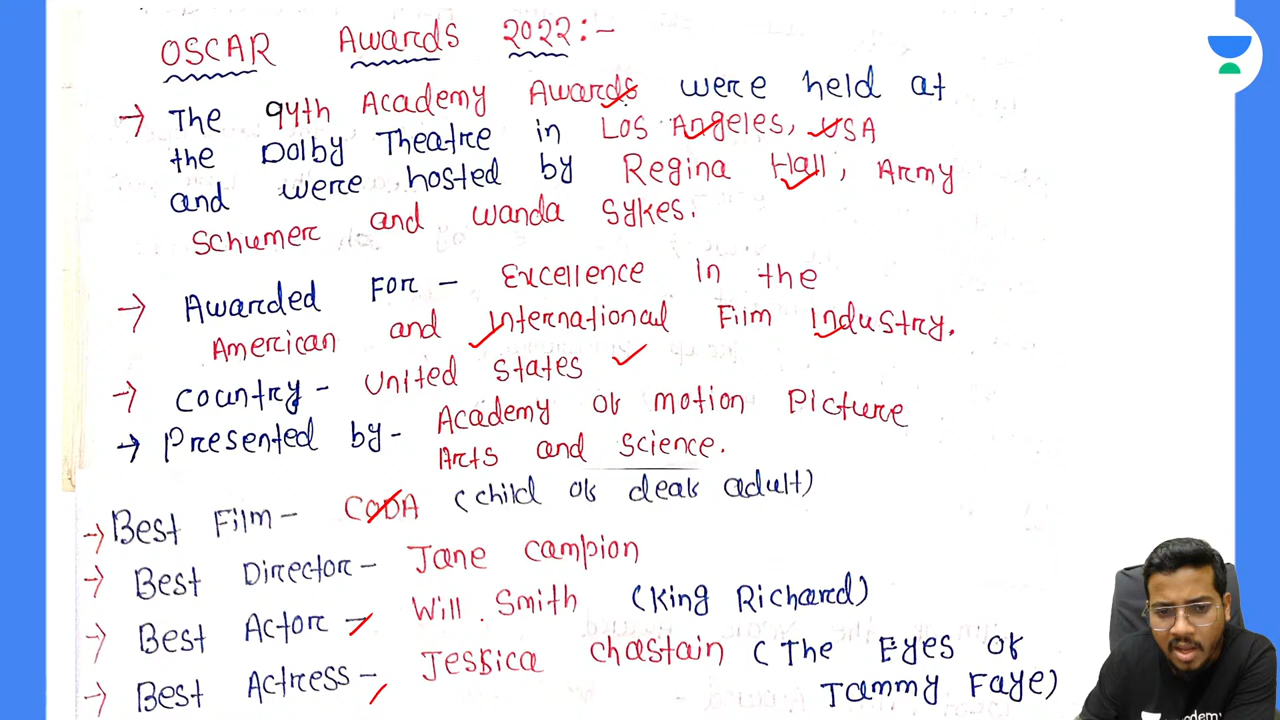 OSCAR Awards 2022:-
→ The 94th Academy Awards were held at
the Dolby Theatre in Los Angeles, USA
and were hosted by Regina Hall, Army
Schumer and Wanda Sykes.
→ Awarded For - Excellence in the
American and International Film Industry.
→ Country - United States
→ Presented by - Academy of motion Picture
Arts and Science.
→ Best Film - CODA (child of deaf adult)
→ Best Director - Jane campion
→ Best Actor - Will Smith (King Richard)
→ Best Actress - Jessica chastain (The Eyes of
Tammy Faye)